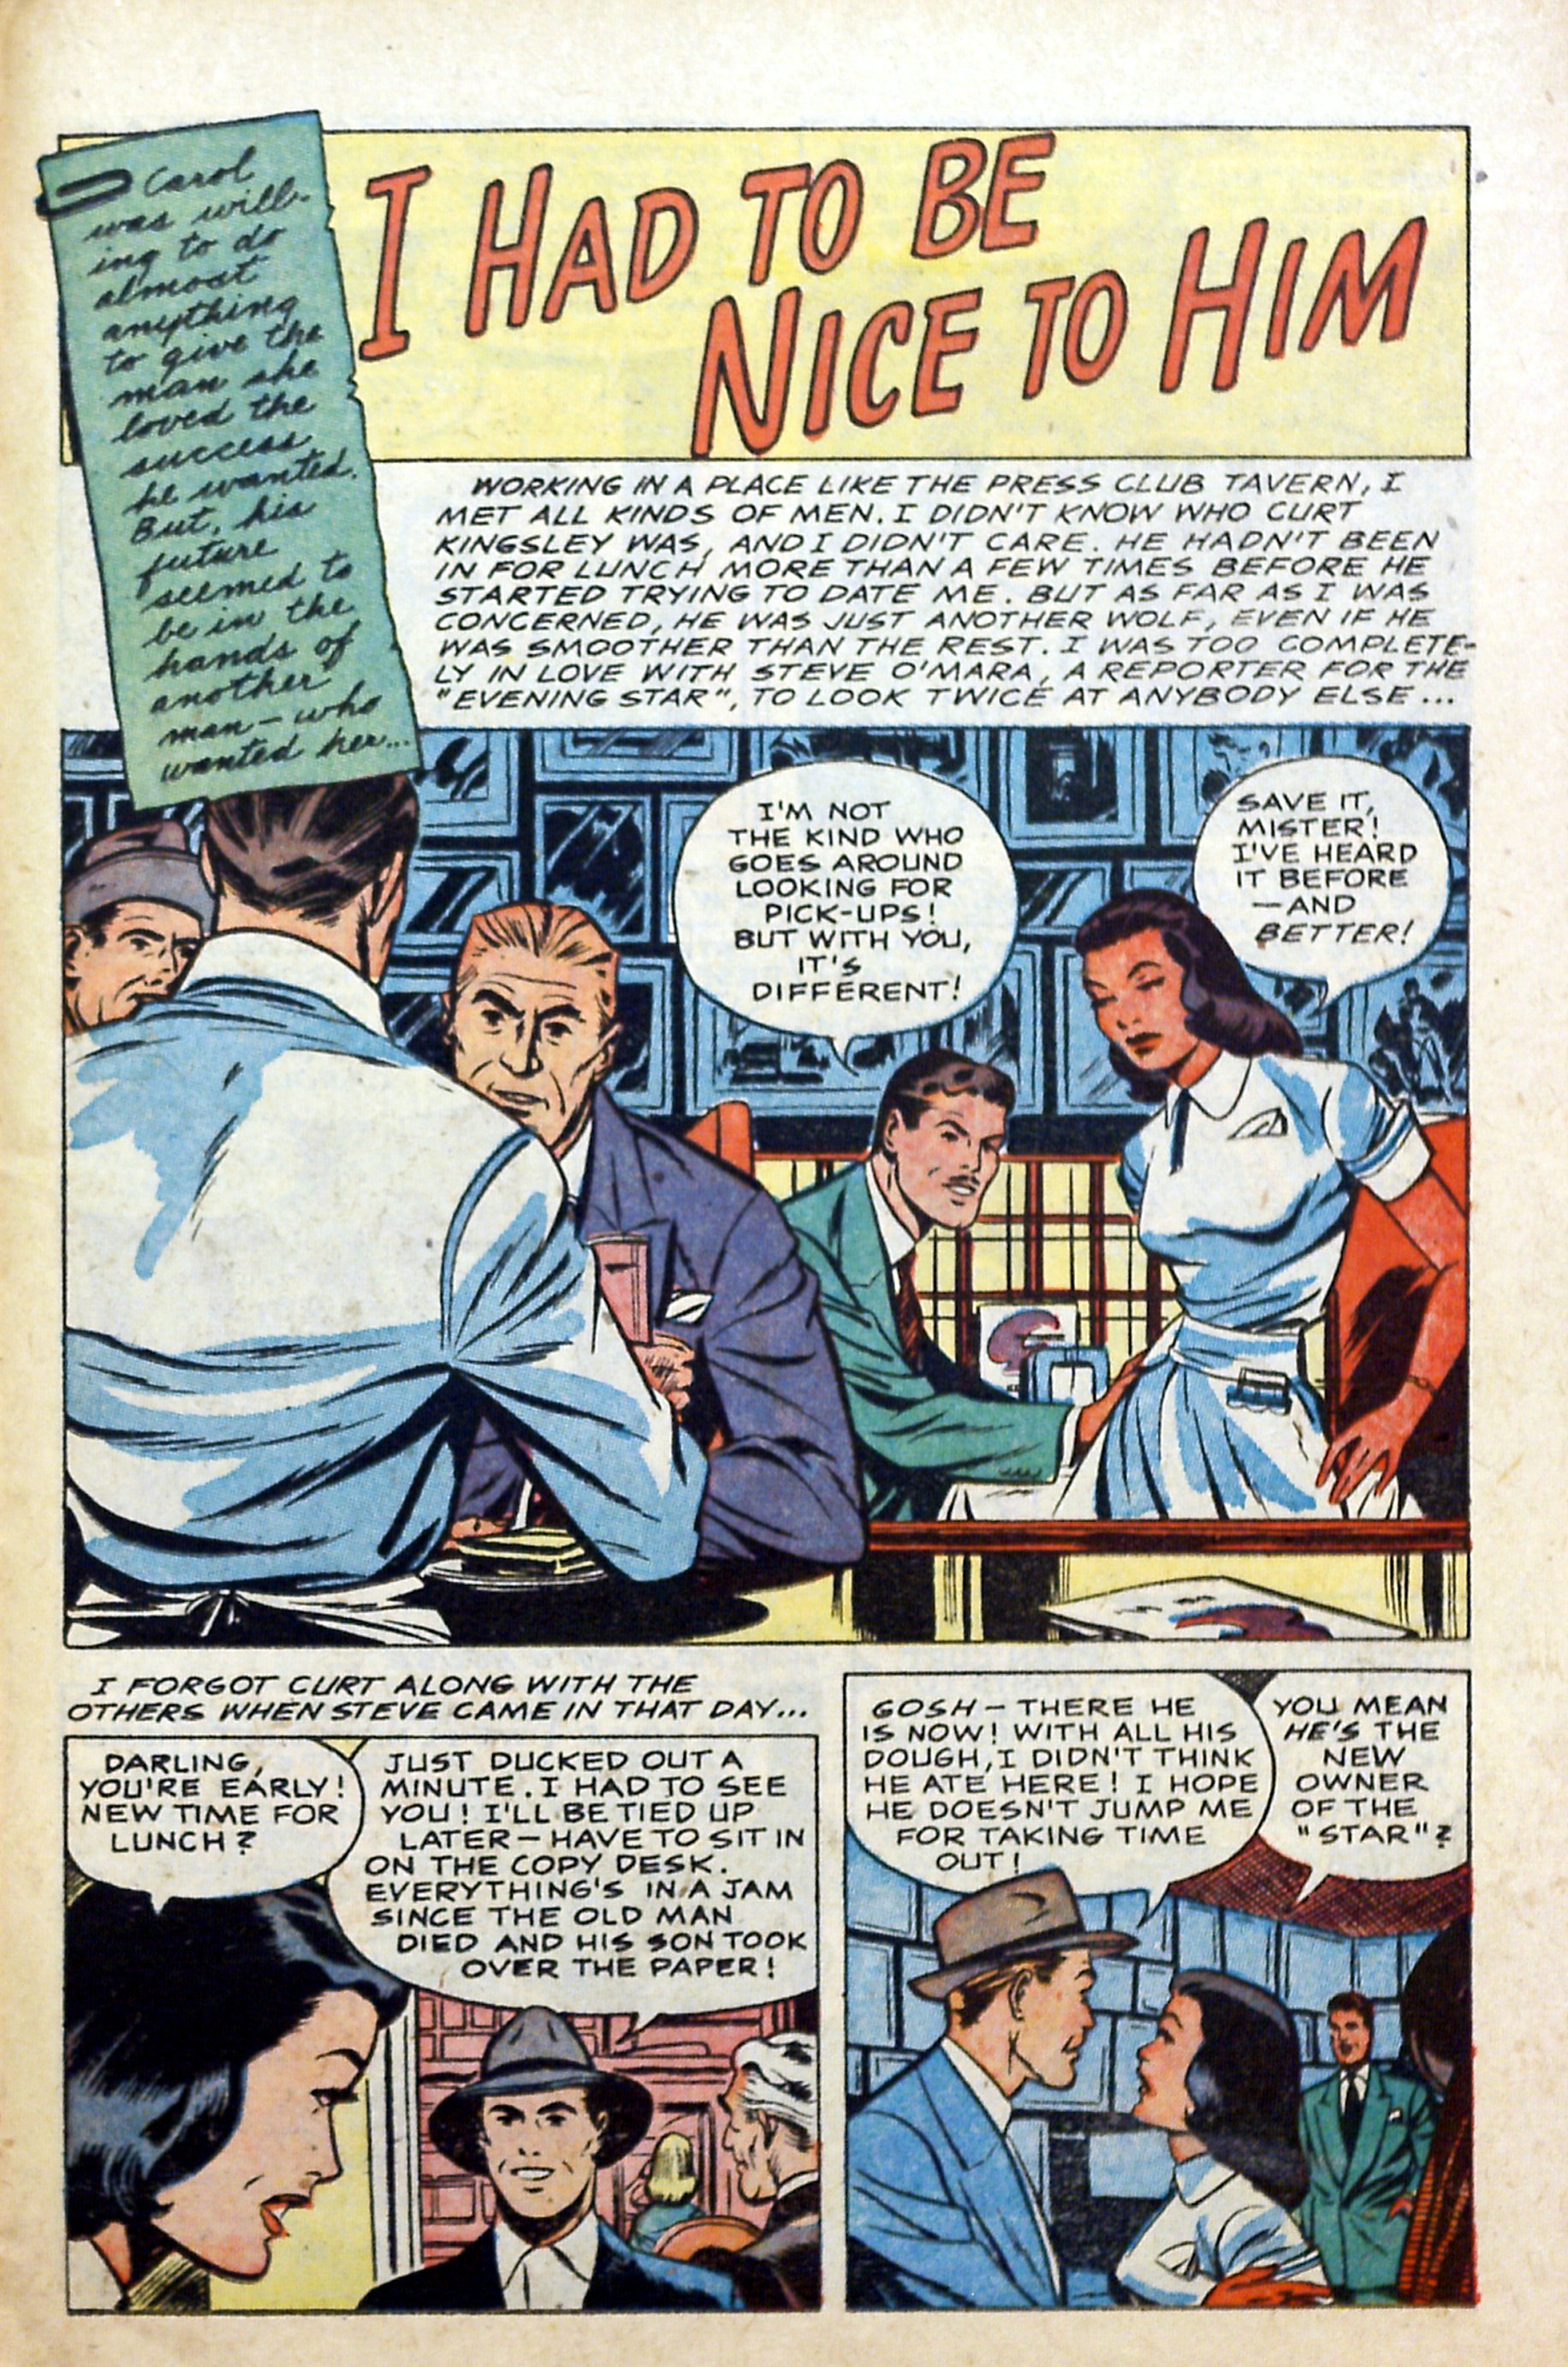 Carol
was will-
ing to do
almost
anything
to give the
man she
loved the
success
he wanted.
But, his
future
seemed to
be in the
hands of
another
man—who
wanted her...
I HAD TO BE
NICE TO HIM
WORKING IN A PLACE LIKE THE PRESS CLUB TAVERN, I
MET ALL KINDS OF MEN. I DIDN'T KNOW WHO CURT
KINGSLEY WAS, AND I DIDN'T CARE. HE HADN'T BEEN
IN FOR LUNCH MORE THAN A FEW TIMES BEFORE HE
STARTED TRYING TO DATE ME. BUT AS FAR AS I WAS
CONCERNED, HE WAS JUST ANOTHER WOLF, EVEN IF HE
WAS SMOOTHER THAN THE REST. I WAS TOO COMPLETE-
LY IN LOVE WITH STEVE O'MARA, A REPORTER FOR THE
"EVENING STAR", TO LOOK TWICE AT ANYBODY ELSE...
I'M NOT
THE KIND WHO
GOES AROUND
LOOKING FOR
PICK-UPS!
BUT WITH YOU,
IT'S
DIFFERENT!
SAVE IT,
MISTER!
I'VE HEARD
IT BEFORE
—AND
BETTER!
I FORGOT CURT ALONG WITH THE
OTHERS WHEN STEVE CAME IN THAT DAY...
DARLING,
YOU'RE EARLY!
NEW TIME FOR
LUNCH?
JUST DUCKED OUT A
MINUTE. I HAD TO SEE
YOU! I'LL BE TIED UP
LATER—HAVE TO SIT IN
ON THE COPY DESK.
EVERYTHING'S IN A JAM
SINCE THE OLD MAN
DIED AND HIS SON TOOK
OVER THE PAPER!
GOSH—THERE HE
IS NOW! WITH ALL HIS
DOUGH, I DIDN'T THINK
HE ATE HERE! I HOPE
HE DOESN'T JUMP ME
FOR TAKING TIME
OUT!
YOU MEAN
HE'S THE
NEW
OWNER
OF THE
"STAR"?